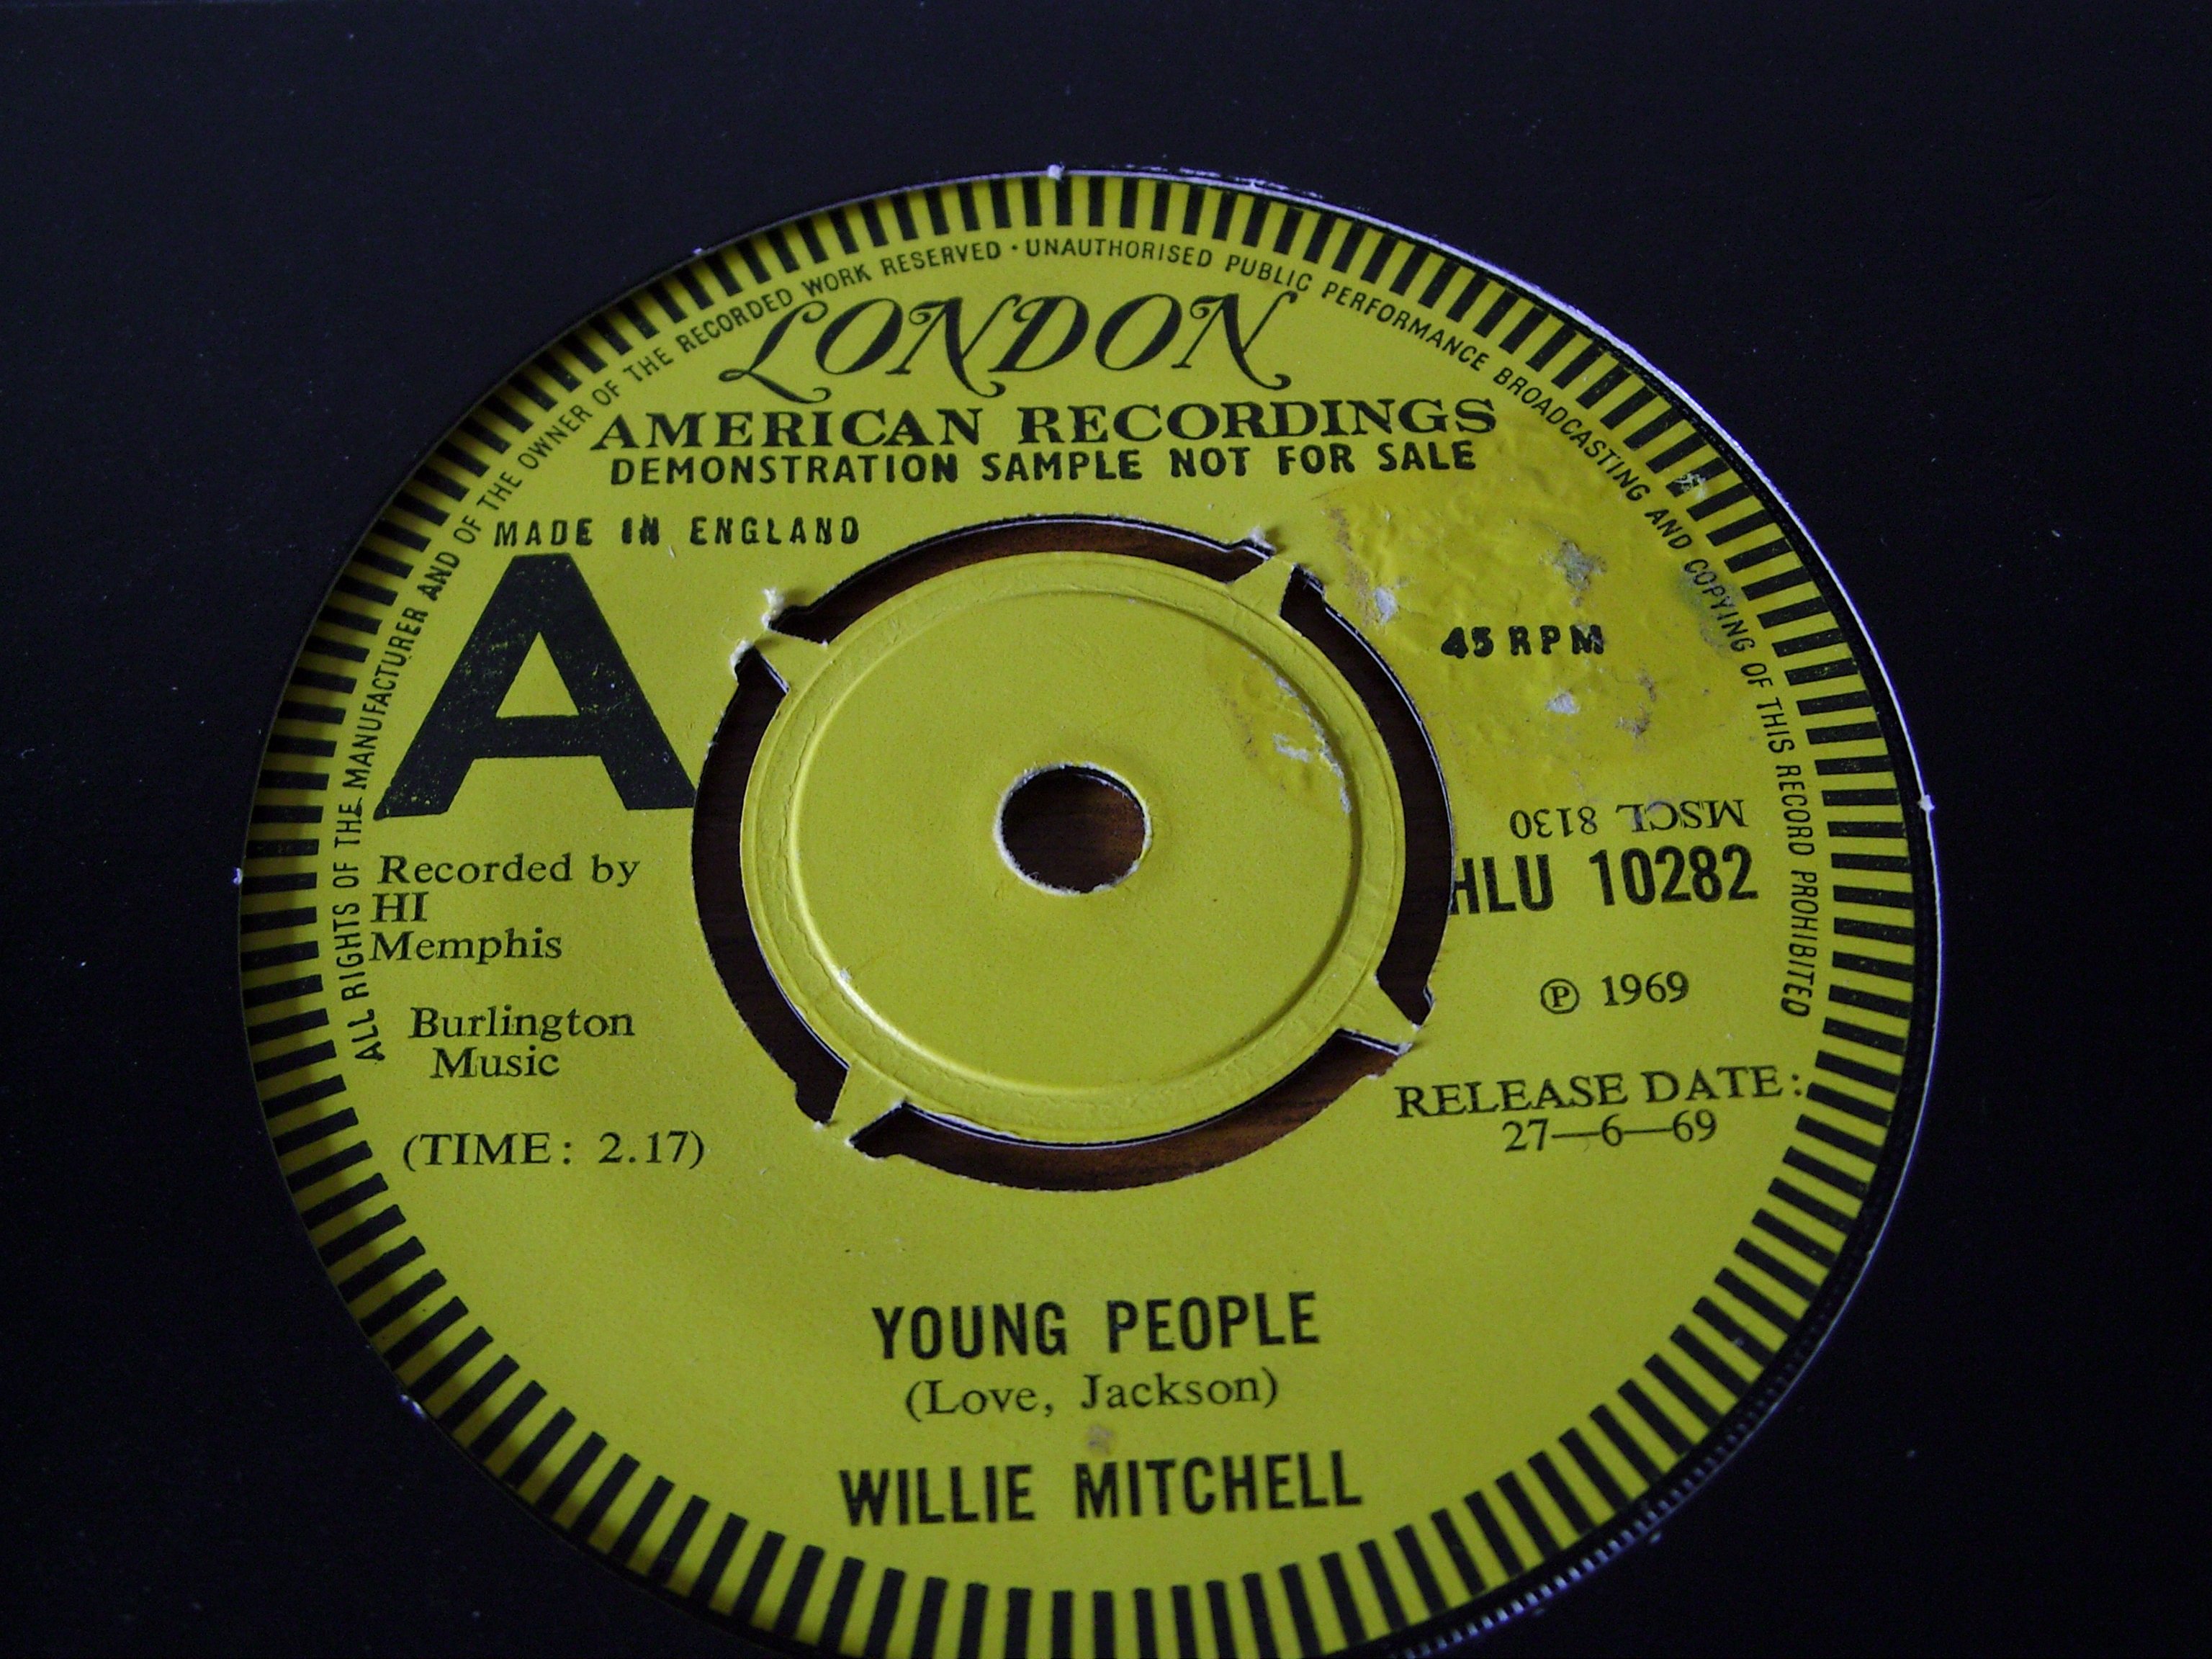 ALL RIGHTS OF THE MANUFACTURER AND OF THE OWNER OF THE RECORDED WORK RESERVED · UNAUTHORISED PUBLIC PERFORMANCE BROADCASTING AND COPYING OF THIS RECORD PROHIBITED
LONDON
AMERICAN RECORDINGS
DEMONSTRATION SAMPLE NOT FOR SALE
MADE IN ENGLAND
A
45 RPM
MSCL 8130
HLU 10282
Recorded by
HI
Memphis
℗ 1969
Burlington
Music
RELEASE DATE:
27—6—69
(TIME: 2.17)
YOUNG PEOPLE
(Love, Jackson)
WILLIE MITCHELL